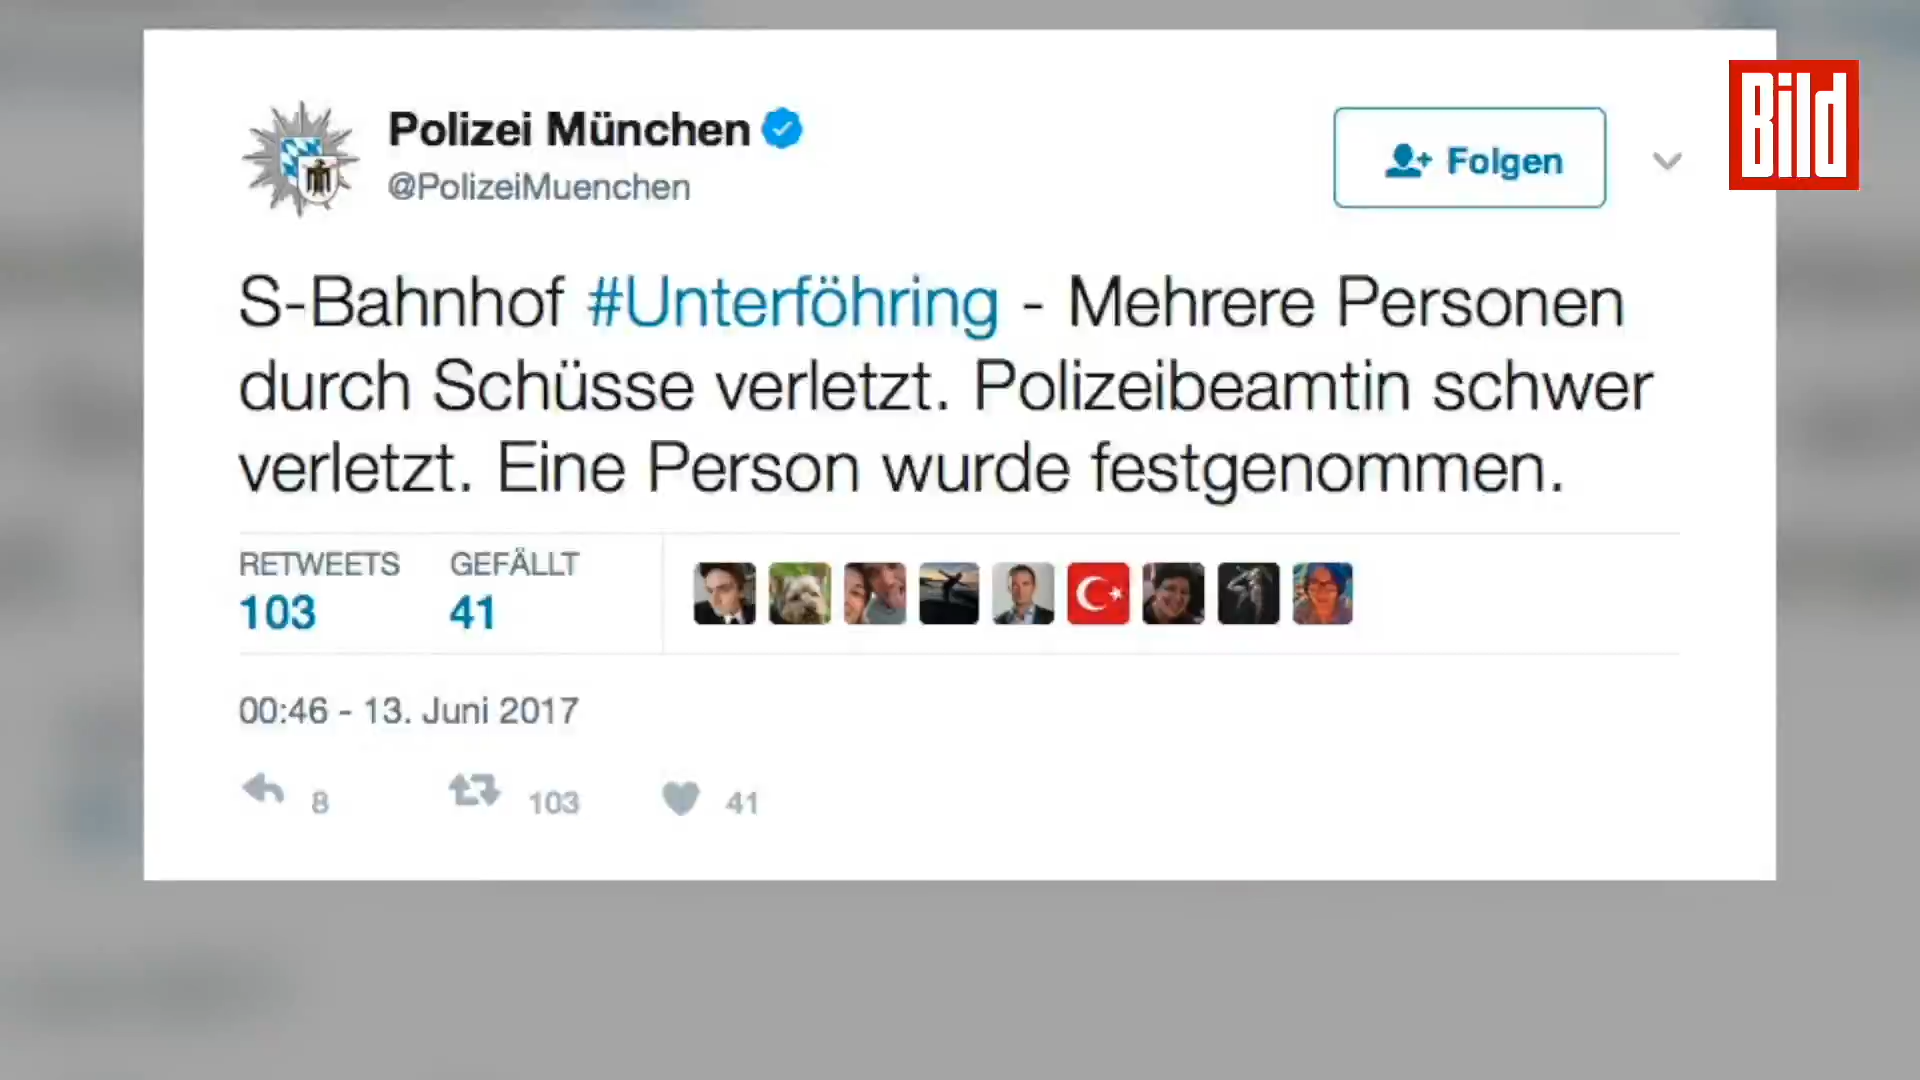 Polizei München
@PolizeiMuenchen
Folgen
Bild
S-Bahnhof #Unterföhring - Mehrere Personen
durch Schüsse verletzt. Polizeibeamtin schwer
verletzt. Eine Person wurde festgenommen.
RETWEETS GEFÄLLT
103 41
00:46 - 13. Juni 2017
8 103 41